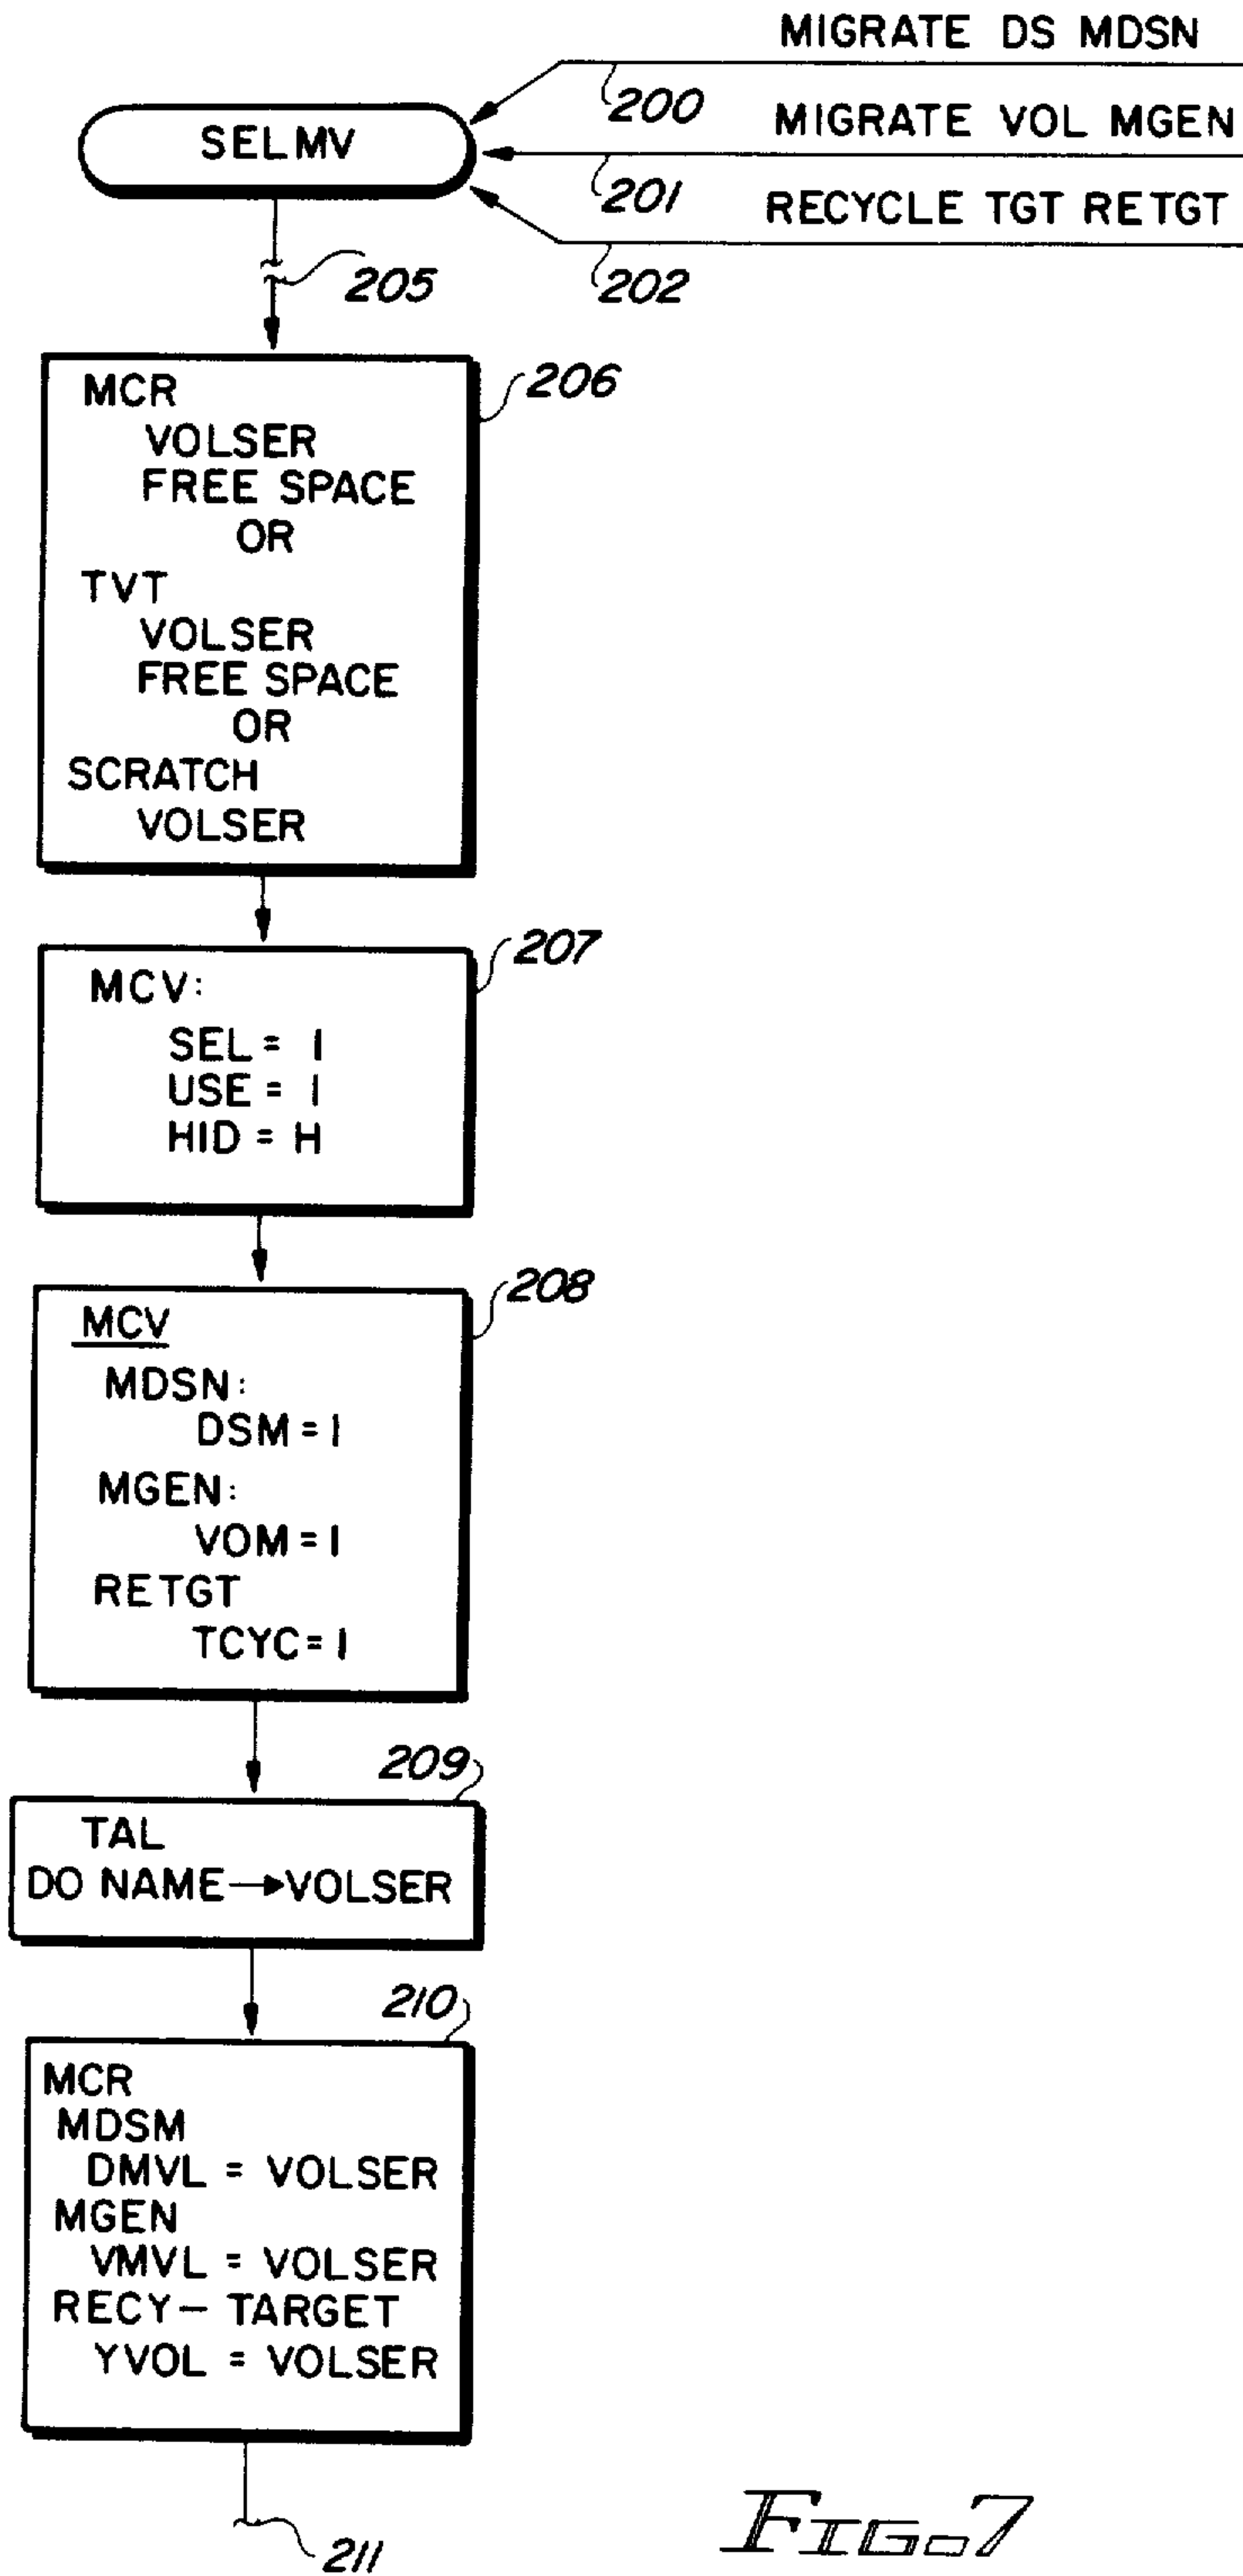 MIGRATE DS MDSN
200
MIGRATE VOL MGEN
SELMV
201
RECYCLE TGT RETGT
202
205
206
MCR
VOLSER
FREE SPACE
OR
TVT
VOLSER
FREE SPACE
OR
SCRATCH
VOLSER
207
MCV:
SEL = 1
USE = 1
HID = H
208
MCV
MDSN:
DSM = 1
MGEN:
VOM = 1
RETGT
TCYC = 1
209
TAL
DO NAME → VOLSER
210
MCR
MDSM
DMVL = VOLSER
MGEN
VMVL = VOLSER
RECY - TARGET
YVOL = VOLSER
211
FIG. 7